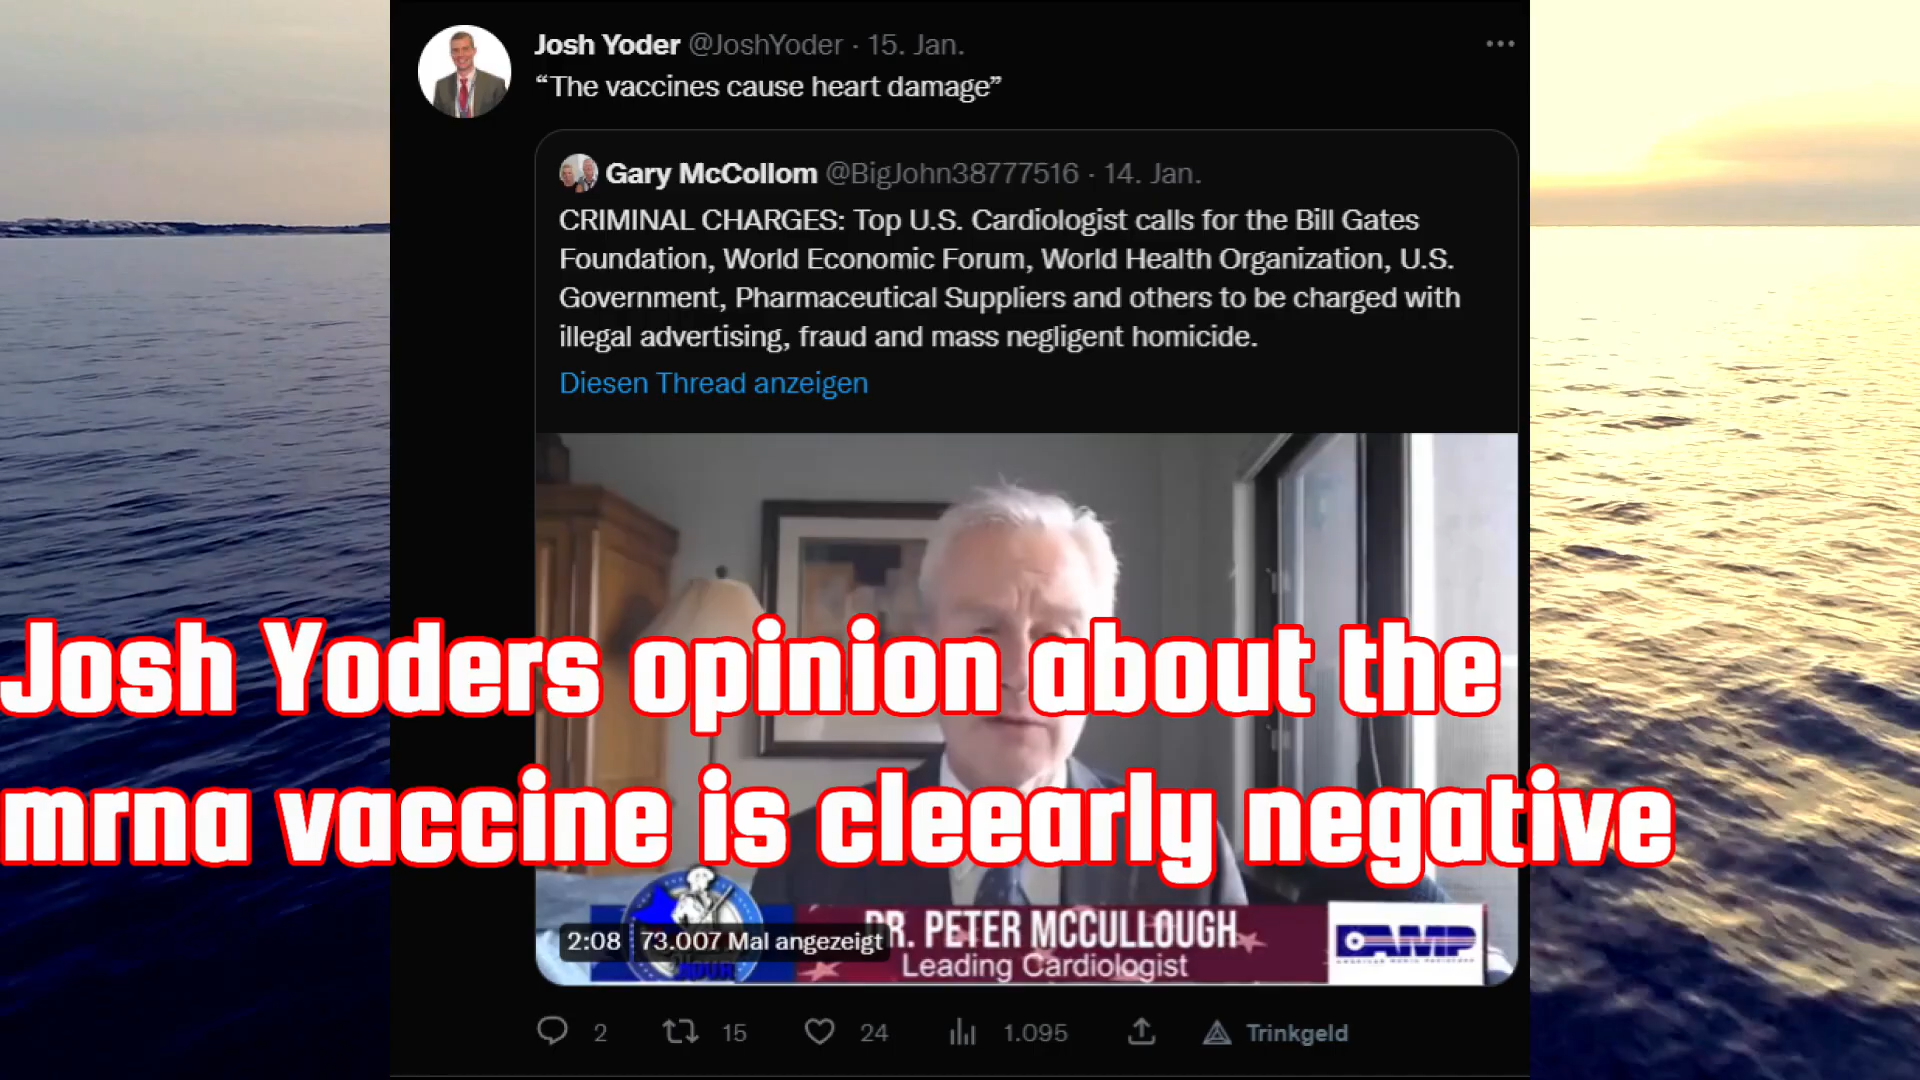 Josh Yoder @JoshYoder · 15. Jan.
“The vaccines cause heart damage”
Gary McCollom @BigJohn38777516 · 14. Jan.
CRIMINAL CHARGES: Top U.S. Cardiologist calls for the Bill Gates
Foundation, World Economic Forum, World Health Organization, U.S.
Government, Pharmaceutical Suppliers and others to be charged with
illegal advertising, fraud and mass negligent homicide.
Diesen Thread anzeigen
Josh Yoders opinion about the
mrna vaccine is cleearly negative
2:08 73.007 Mal angezeigt
DR. PETER MCCULLOUGH
Leading Cardiologist
AMP
2 15 24 1.095 Trinkgeld